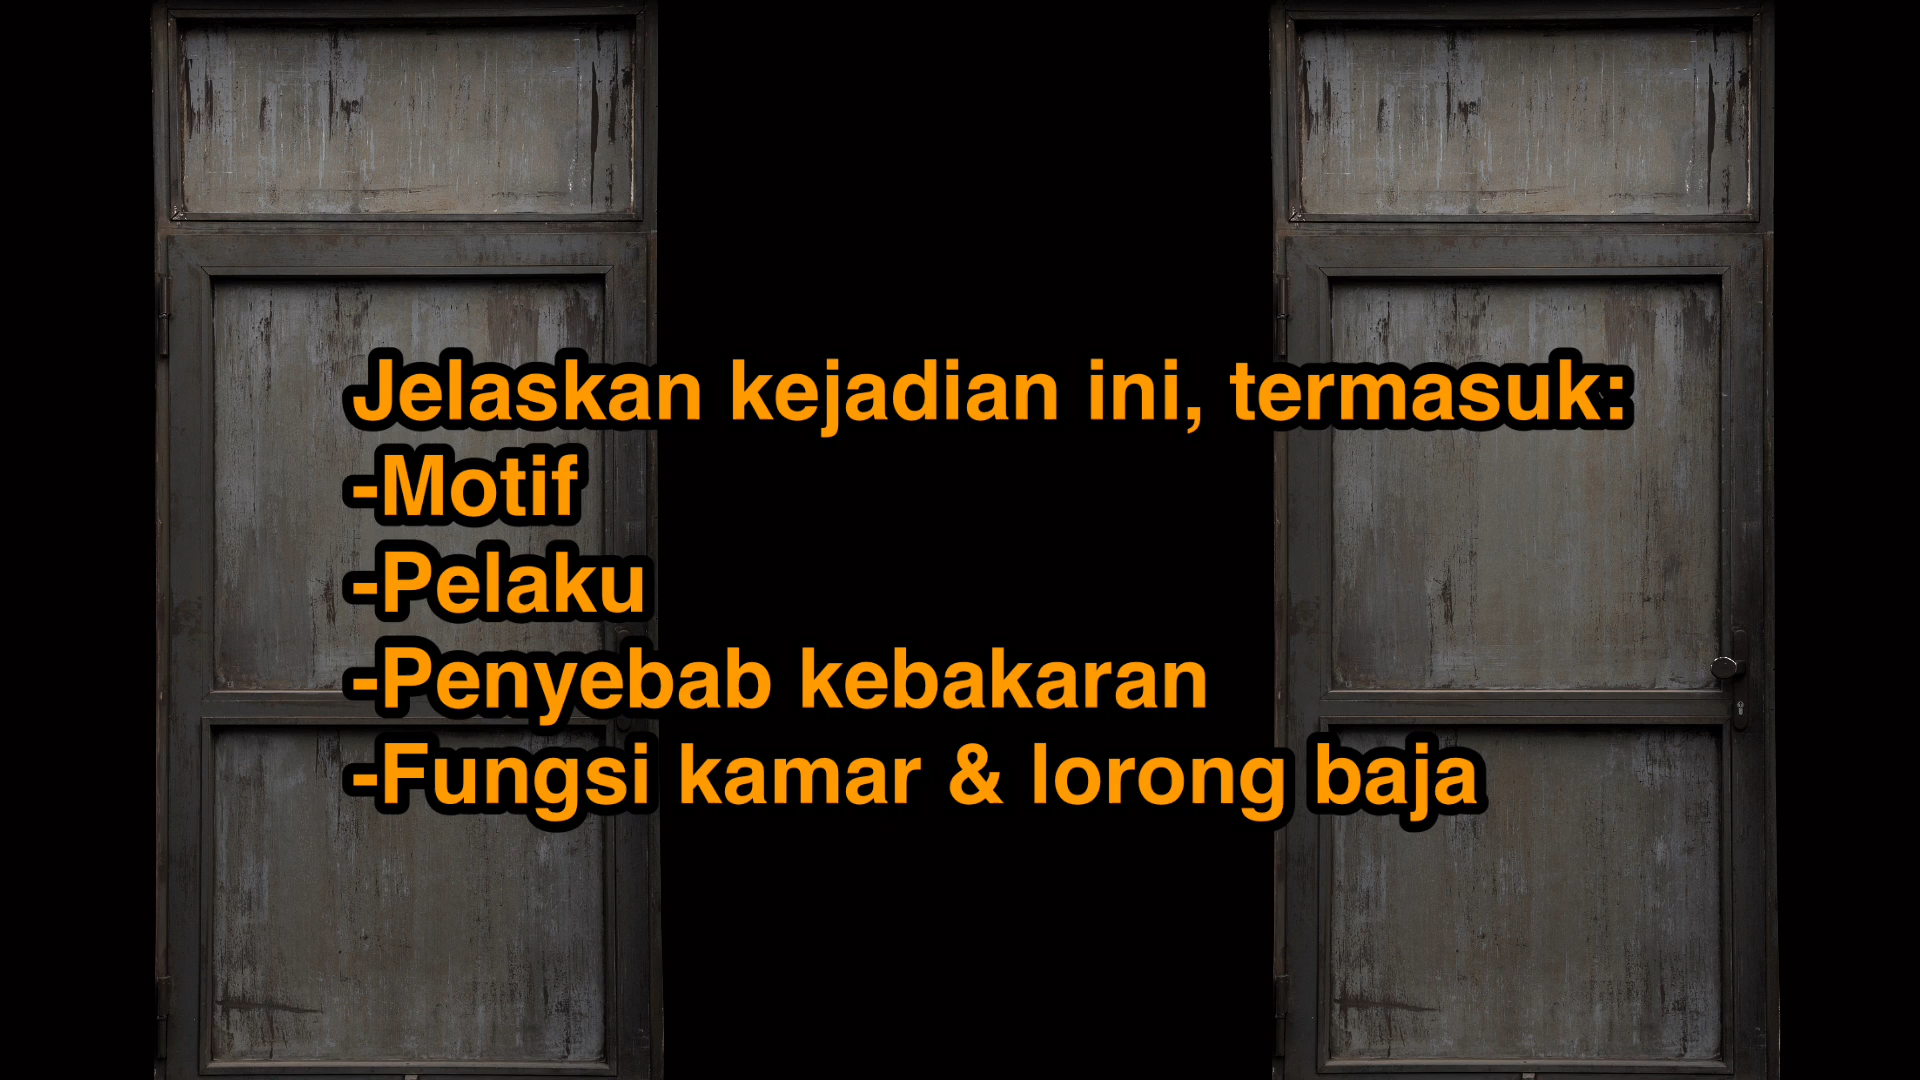 Jelaskan kejadian ini, termasuk:
-Motif
-Pelaku
-Penyebab kebakaran
-Fungsi kamar & lorong baja